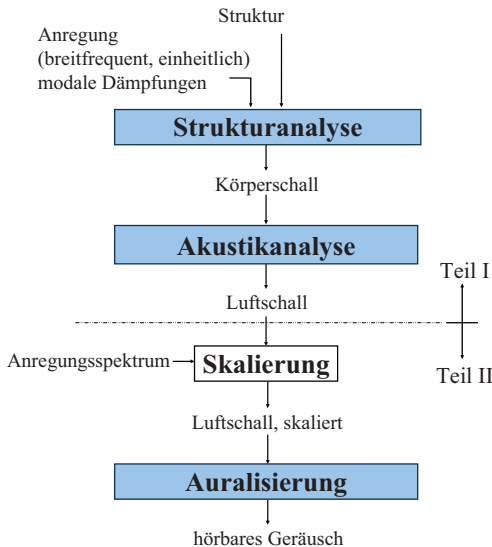 Struktur
Anregung
(breitfrequent, einheitlich)
modale Dämpfungen
Strukturanalyse
Körperschall
Akustikanalyse
Teil I
Luftschall
Anregungsspektrum
Skalierung
Teil II
Luftschall, skaliert
Auralisierung
hörbares Geräusch